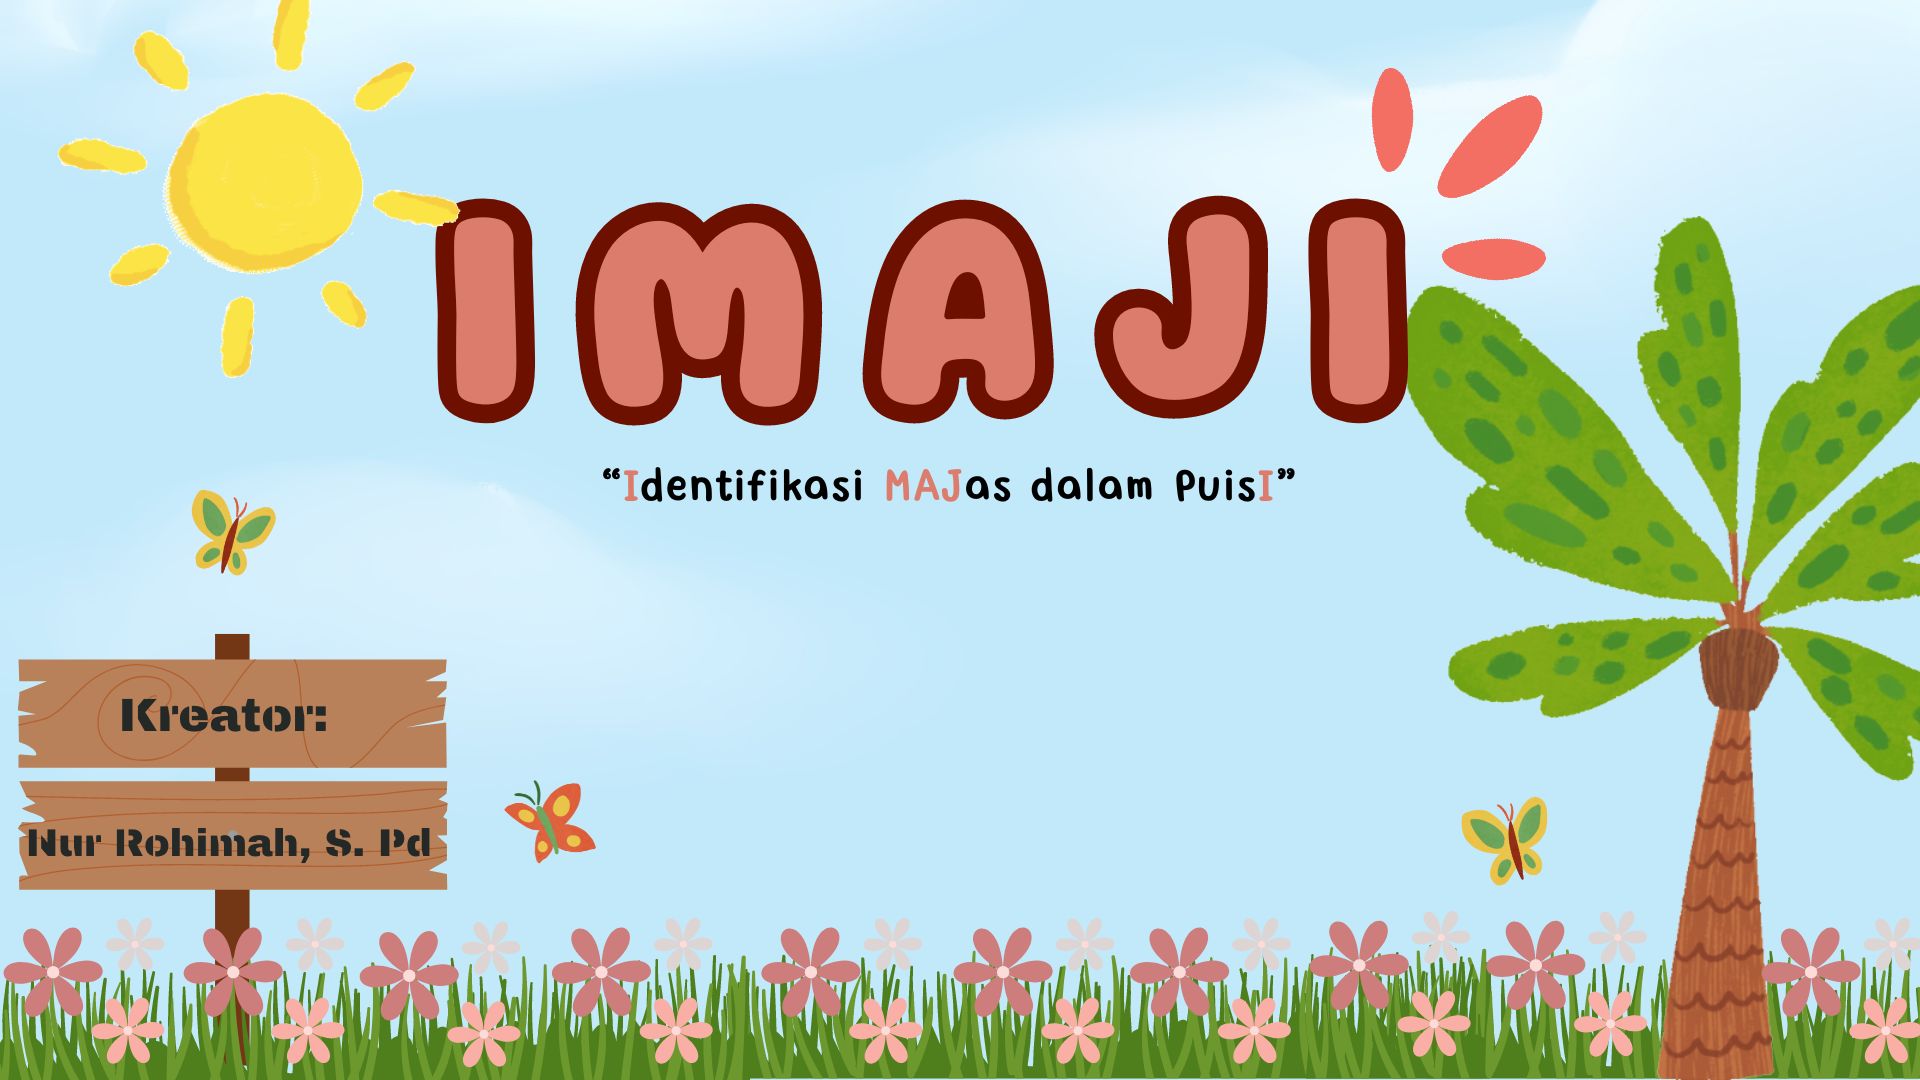 IMAJI
“Identifikasi MAJas dalam PuisI”
Kreator:
Nur Rohimah, S. Pd